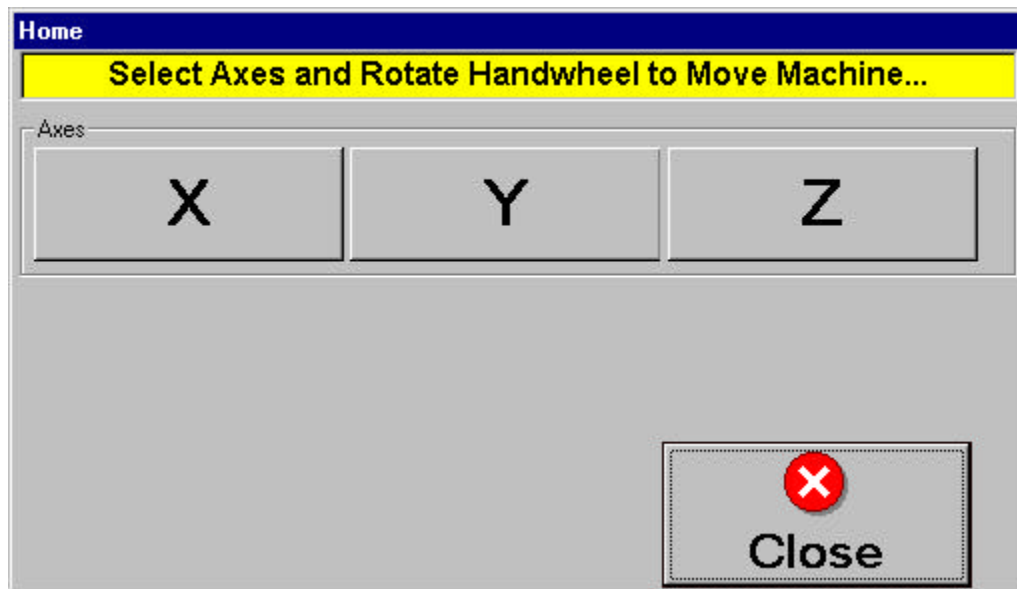 Home
Select Axes and Rotate Handwheel to Move Machine...
Axes
X Y Z
Close